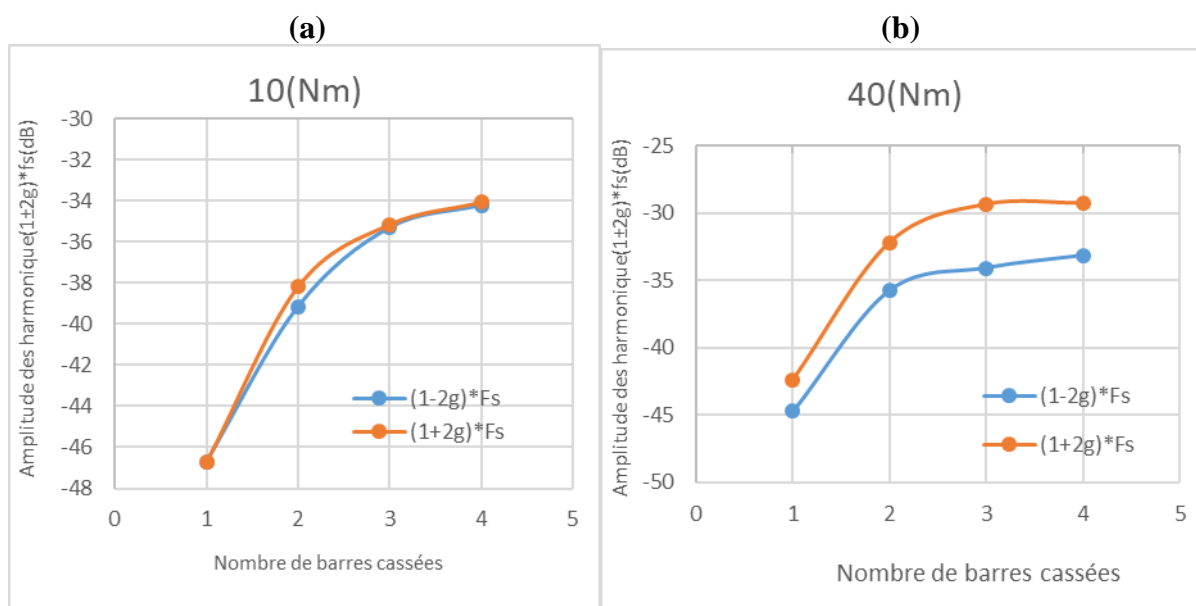 (a)
10(Nm)
Amplitude des harmonique(1±2g)*fs(dB)
-30
-32
-34
-36
-38
-40
-42
-44
-46
-48
(1-2g)*Fs
(1+2g)*Fs
0 1 2 3 4 5
Nombre de barres cassées
(b)
40(Nm)
Amplitude des harmonique(1±2g)*fs(dB)
-25
-30
-35
-40
-45
-50
(1-2g)*Fs
(1+2g)*Fs
0 1 2 3 4 5
Nombre de barres cassées